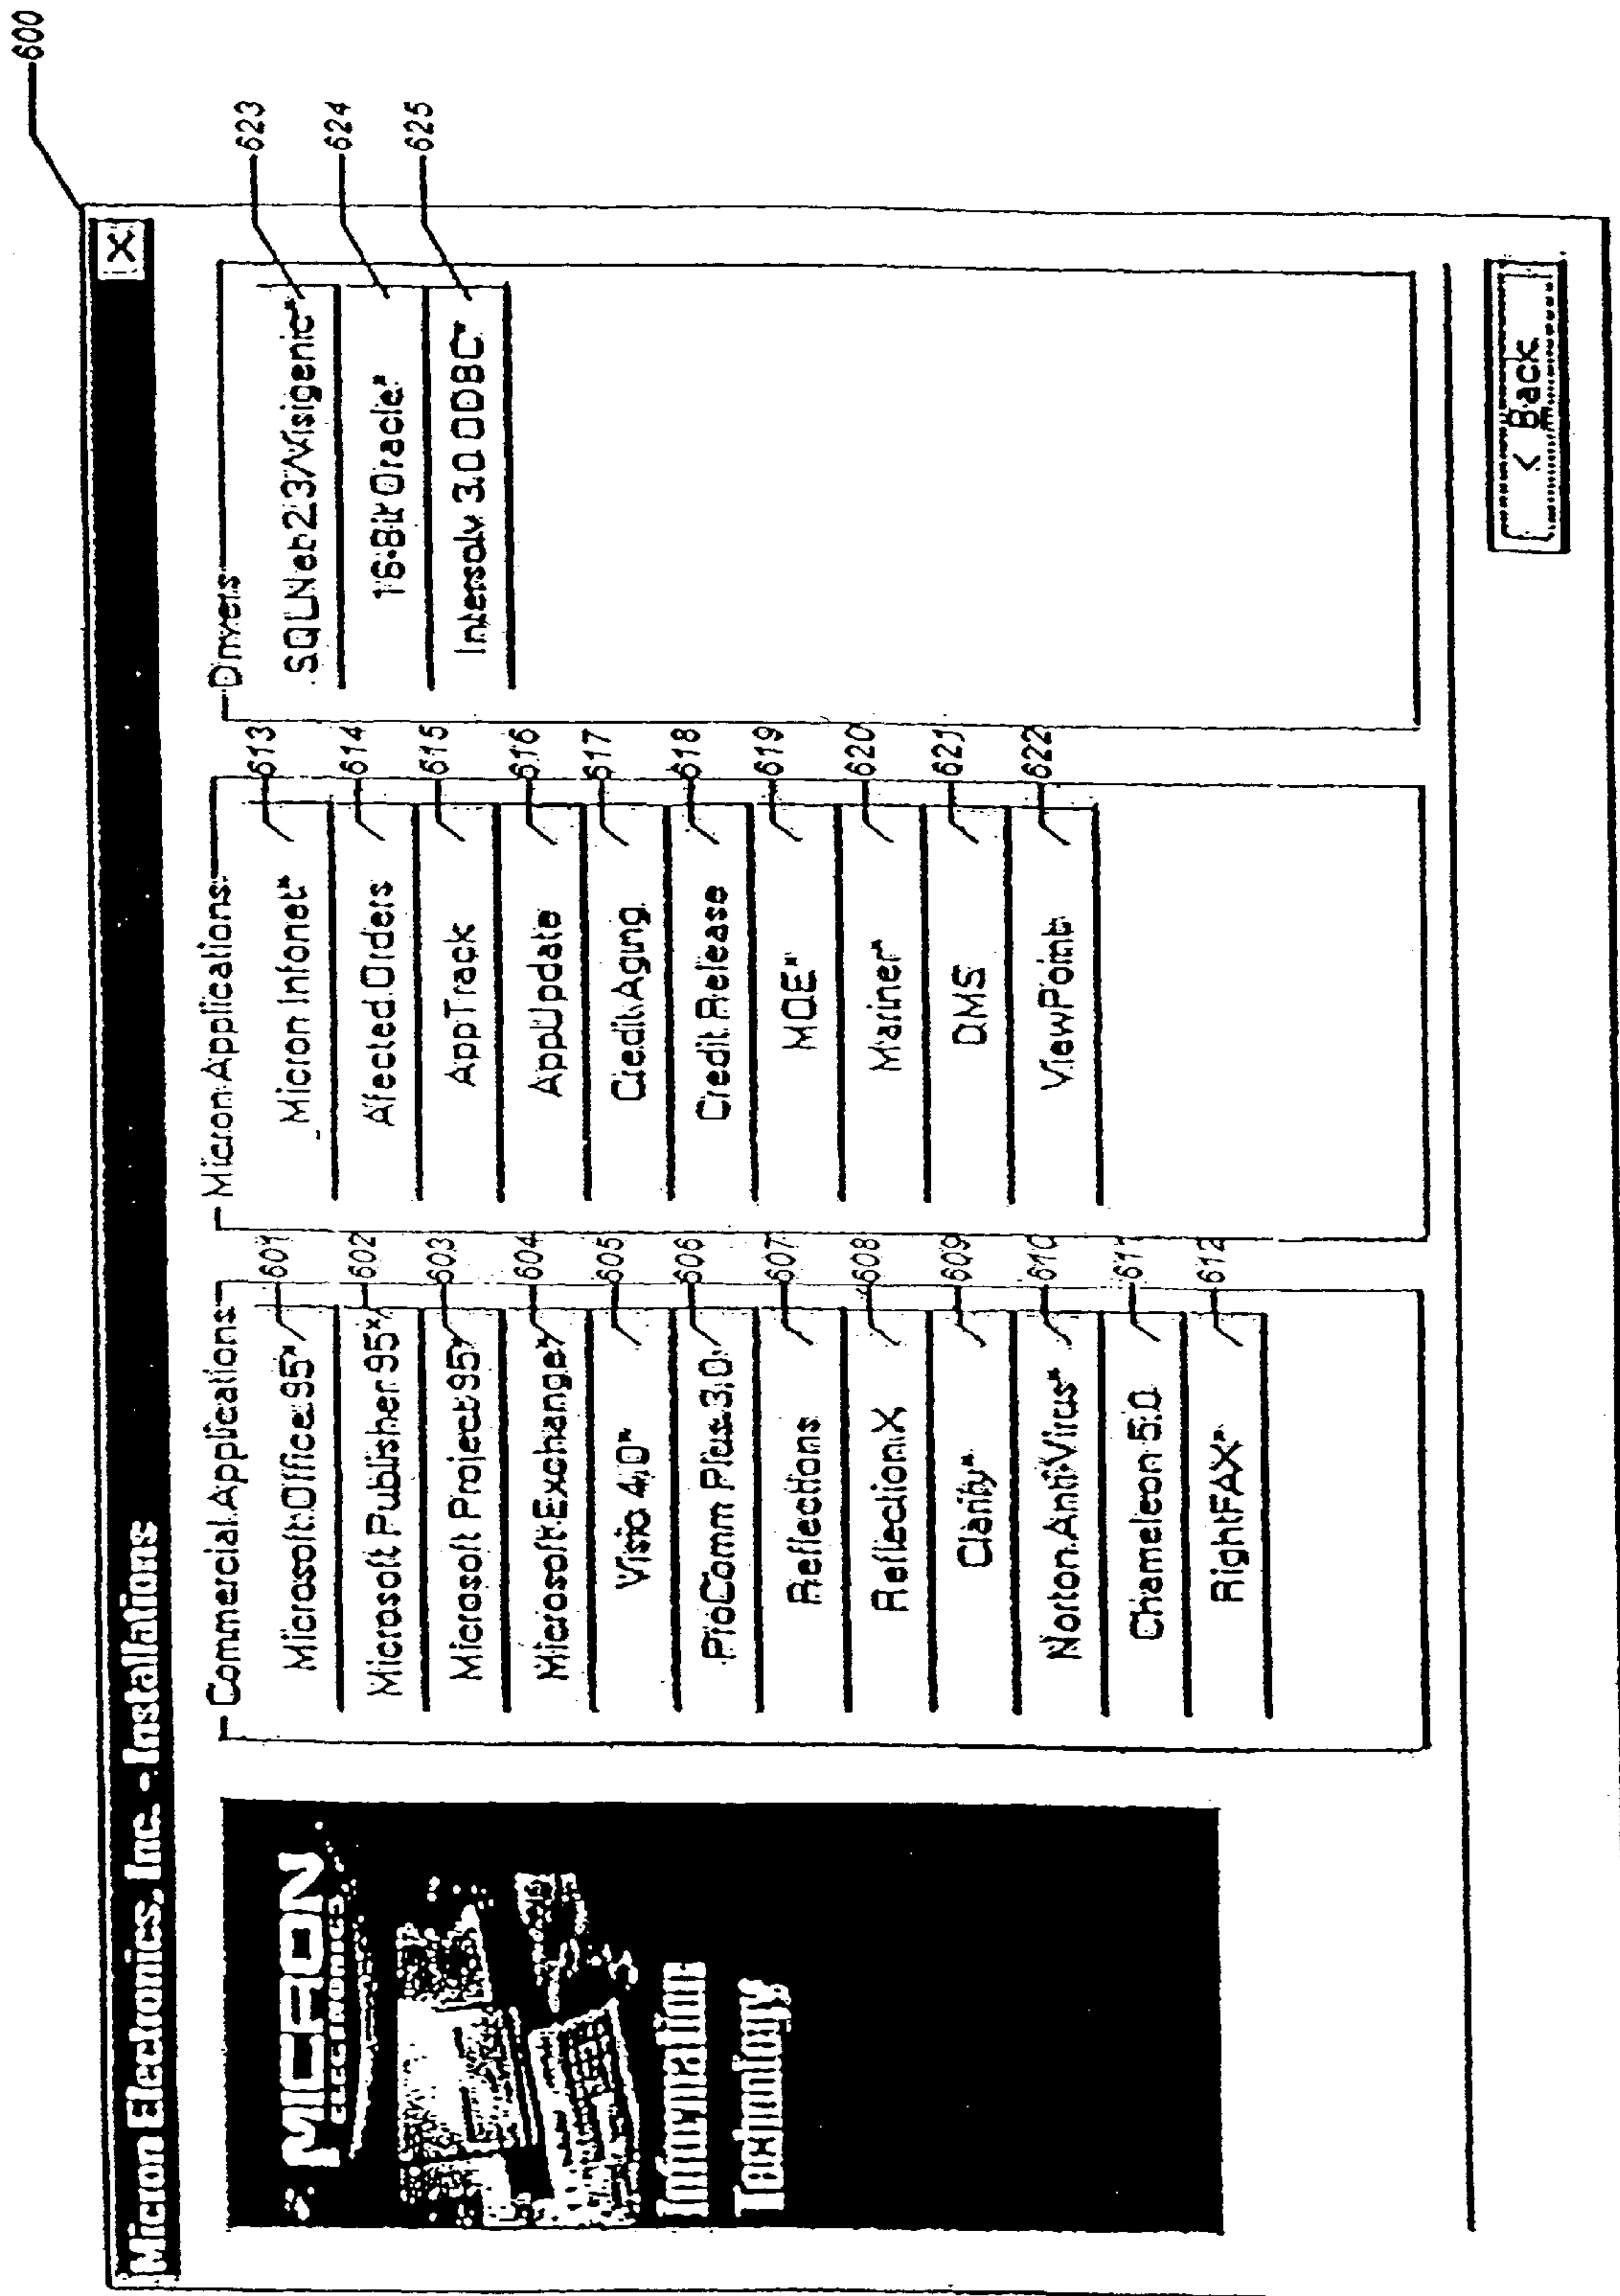 600
Micron Electronics, Inc. - Installations
X
MICRON
ELECTRONICS
Information
Technology
Commercial Applications
Microsoft Office 95* 601
Microsoft Publisher 95* 602
Microsoft Project 95* 603
Microsoft Exchange* 604
Visio 4.0* 605
ProComm Plus 3.0 606
Reflections 607
Reflection X 608
Clarify* 609
Norton AntiVirus* 610
Chameleon 5.0 611
RightFAX* 612
Micron Applications
Micron Infonet* 613
Afected Orders 614
AppTrack 615
AppUpdate 616
Credit Aging 617
Credit Release 618
MOE* 619
Mariner* 620
621
ViewPoint 622
Drivers
SQLNet 2.3/Visigenic* 623
16-Bit Oracle* 624
Intersolv 3.0 ODBC* 625
< Back